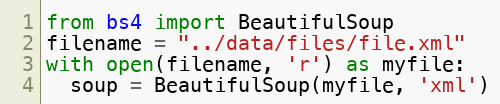 1 from bs4 import BeautifulSoup
2 filename = "../data/files/file.xml"
3 with open(filename, 'r') as myfile:
4   soup = BeautifulSoup(myfile, 'xml')